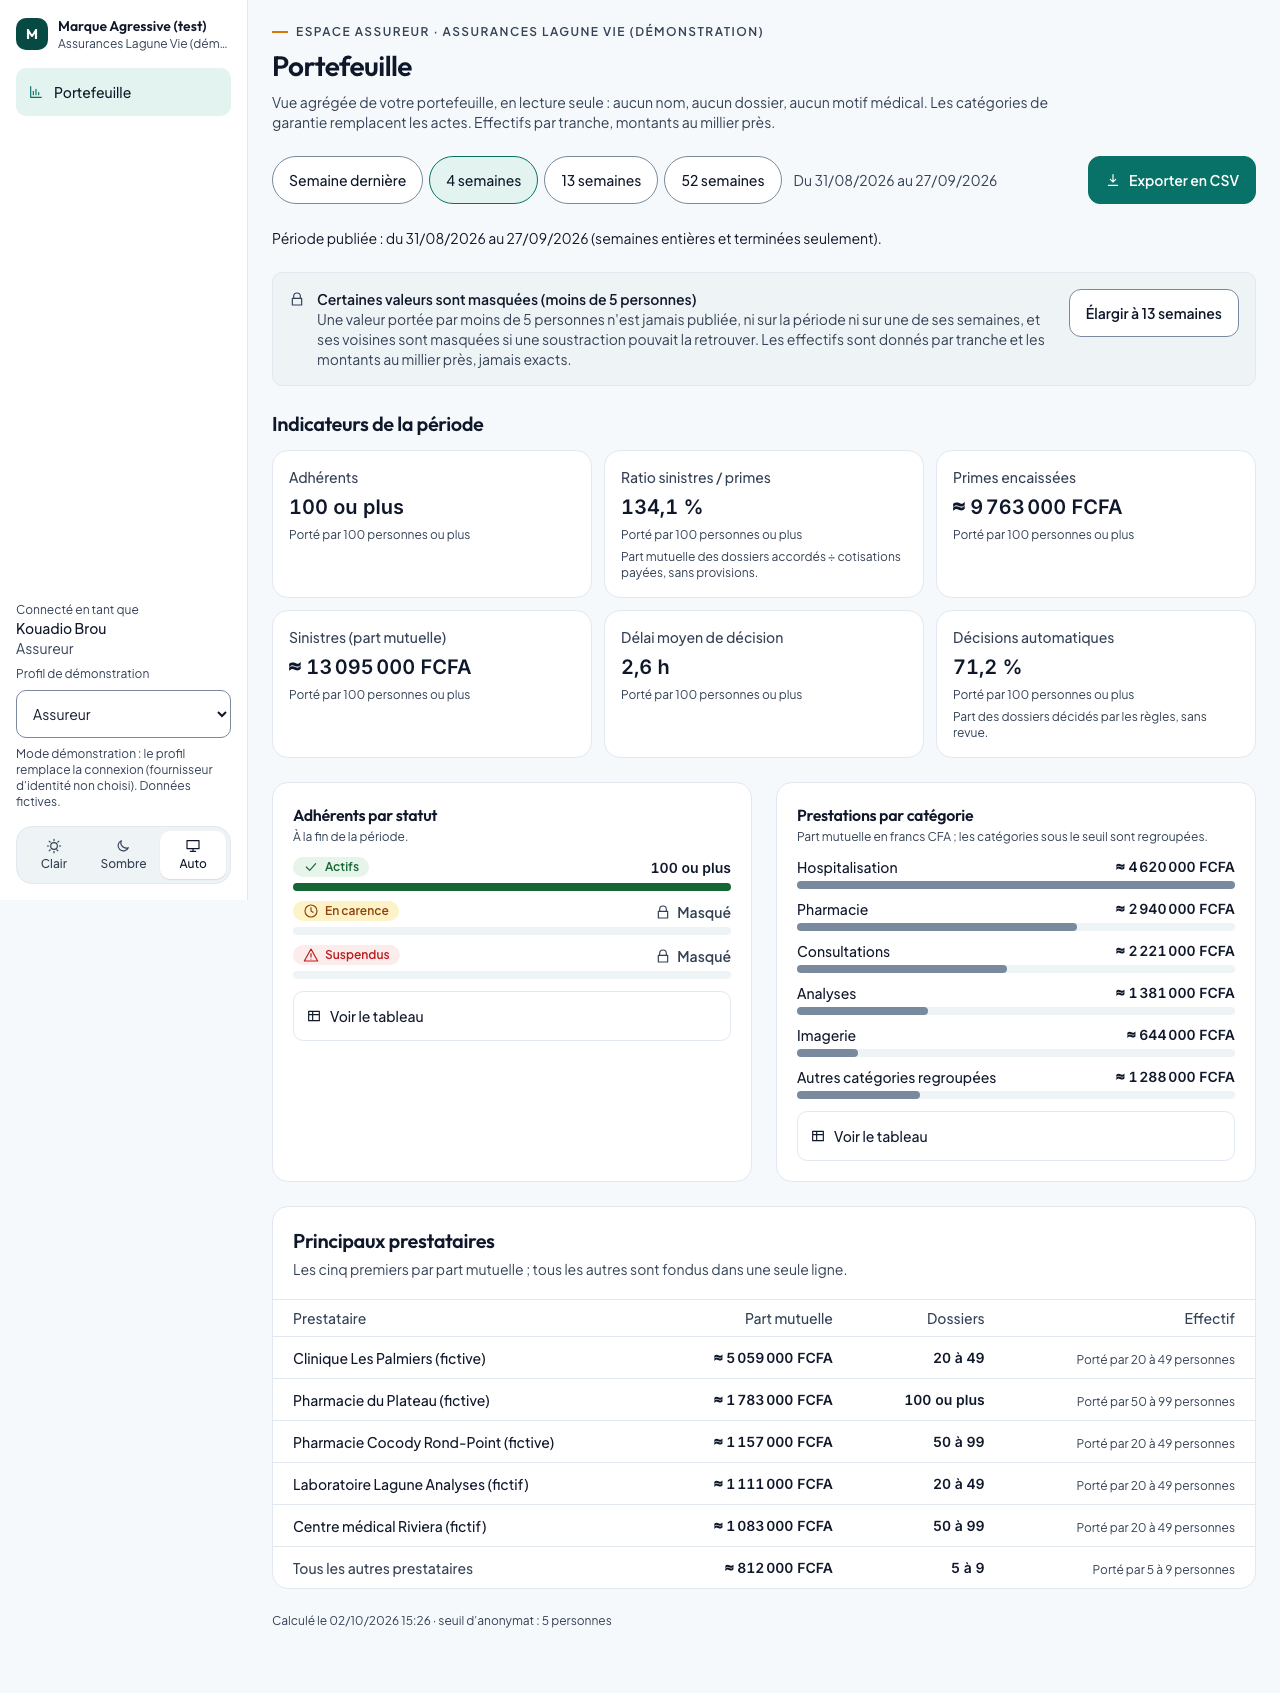 M
Marque Agressive (test)
Assurances Lagune Vie (dém…
Portefeuille
Connecté en tant que
Kouadio Brou
Assureur
Profil de démonstration
Assureur
Mode démonstration : le profil
remplace la connexion (fournisseur
d'identité non choisi). Données
fictives.
Clair
Sombre
Auto
ESPACE ASSUREUR · ASSURANCES LAGUNE VIE (DÉMONSTRATION)
Portefeuille
Vue agrégée de votre portefeuille, en lecture seule : aucun nom, aucun dossier, aucun motif médical. Les catégories de
garantie remplacent les actes. Effectifs par tranche, montants au millier près.
Semaine dernière
4 semaines
13 semaines
52 semaines
Du 31/08/2026 au 27/09/2026
Exporter en CSV
Période publiée : du 31/08/2026 au 27/09/2026 (semaines entières et terminées seulement).
Certaines valeurs sont masquées (moins de 5 personnes)
Une valeur portée par moins de 5 personnes n'est jamais publiée, ni sur la période ni sur une de ses semaines, et
ses voisines sont masquées si une soustraction pouvait la retrouver. Les effectifs sont donnés par tranche et les
montants au millier près, jamais exacts.
Élargir à 13 semaines
Indicateurs de la période
Adhérents
100 ou plus
Porté par 100 personnes ou plus
Ratio sinistres / primes
134,1 %
Porté par 100 personnes ou plus
Part mutuelle des dossiers accordés ÷ cotisations
payées, sans provisions.
Primes encaissées
≈ 9 763 000 FCFA
Porté par 100 personnes ou plus
Sinistres (part mutuelle)
≈ 13 095 000 FCFA
Porté par 100 personnes ou plus
Délai moyen de décision
2,6 h
Porté par 100 personnes ou plus
Décisions automatiques
71,2 %
Porté par 100 personnes ou plus
Part des dossiers décidés par les règles, sans
revue.
Adhérents par statut
À la fin de la période.
Actifs 100 ou plus
En carence Masqué
Suspendus Masqué
Voir le tableau
Prestations par catégorie
Part mutuelle en francs CFA ; les catégories sous le seuil sont regroupées.
Hospitalisation ≈ 4 620 000 FCFA
Pharmacie ≈ 2 940 000 FCFA
Consultations ≈ 2 221 000 FCFA
Analyses ≈ 1 381 000 FCFA
Imagerie ≈ 644 000 FCFA
Autres catégories regroupées ≈ 1 288 000 FCFA
Voir le tableau
Principaux prestataires
Les cinq premiers par part mutuelle ; tous les autres sont fondus dans une seule ligne.
Prestataire Part mutuelle Dossiers Effectif
Clinique Les Palmiers (fictive) ≈ 5 059 000 FCFA 20 à 49 Porté par 20 à 49 personnes
Pharmacie du Plateau (fictive) ≈ 1 783 000 FCFA 100 ou plus Porté par 50 à 99 personnes
Pharmacie Cocody Rond-Point (fictive) ≈ 1 157 000 FCFA 50 à 99 Porté par 20 à 49 personnes
Laboratoire Lagune Analyses (fictif) ≈ 1 111 000 FCFA 20 à 49 Porté par 20 à 49 personnes
Centre médical Riviera (fictif) ≈ 1 083 000 FCFA 50 à 99 Porté par 20 à 49 personnes
Tous les autres prestataires ≈ 812 000 FCFA 5 à 9 Porté par 5 à 9 personnes
Calculé le 02/10/2026 15:26 · seuil d'anonymat : 5 personnes